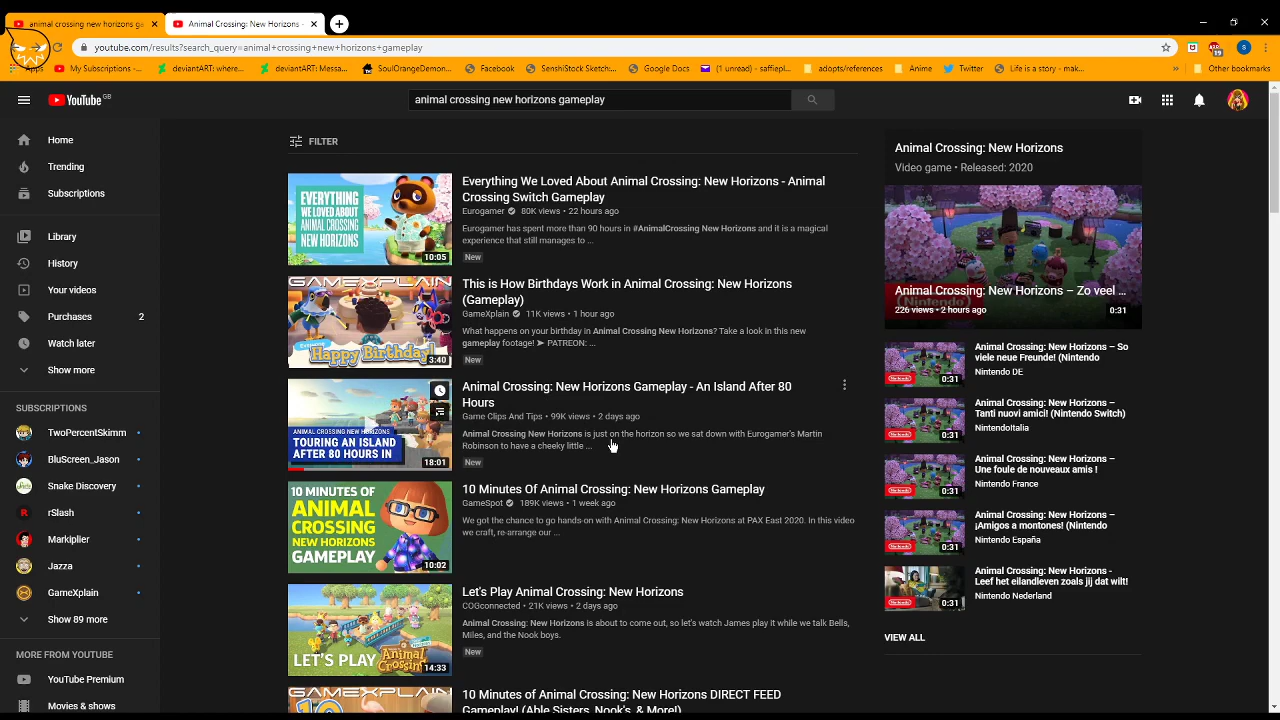 animal crossing new horizons ga
Animal Crossing: New Horizons -
youtube.com/results?search_query=animal+crossing+new+horizons+gameplay
Apps
My Subscriptions -...
deviantART: where...
deviantART: Messa...
SoulOrangeDemon...
Facebook
SenshiStock Sketch:...
Google Docs
(1 unread) - saffiepl...
adopts/references
Anime
Twitter
Life is a story - mak...
»
Other bookmarks
YouTube GB
animal crossing new horizons gameplay
Home
Trending
Subscriptions
Library
History
Your videos
Purchases 2
Watch later
Show more
SUBSCRIPTIONS
TwoPercentSkimm
BluScreen_Jason
Snake Discovery
rSlash
Markiplier
Jazza
GameXplain
Show 89 more
MORE FROM YOUTUBE
YouTube Premium
Movies & shows
FILTER
EVERYTHING
WE LOVED ABOUT
ANIMAL CROSSING
NEW HORIZONS
10:05
Everything We Loved About Animal Crossing: New Horizons - Animal
Crossing Switch Gameplay
Eurogamer 80K views • 22 hours ago
Eurogamer has spent more than 90 hours in #AnimalCrossing New Horizons and it is a magical
experience that still manages to ...
New
GAMEXPLAIN
Happy Birthday!
3:40
This is How Birthdays Work in Animal Crossing: New Horizons
(Gameplay)
GameXplain 11K views • 1 hour ago
What happens on your birthday in Animal Crossing New Horizons? Take a look in this new
gameplay footage! ➤ PATREON: ...
New
ANIMAL CROSSING: NEW HORIZONS
TOURING AN ISLAND
AFTER 80 HOURS IN
18:01
Animal Crossing: New Horizons Gameplay - An Island After 80
Hours
Game Clips And Tips • 99K views • 2 days ago
Animal Crossing New Horizons is just on the horizon so we sat down with Eurogamer's Martin
Robinson to have a cheeky little ...
New
10 MINUTES OF
ANIMAL
CROSSING
NEW HORIZONS
GAMEPLAY
10:02
10 Minutes Of Animal Crossing: New Horizons Gameplay
GameSpot 189K views • 1 week ago
We got the chance to go hands-on with Animal Crossing: New Horizons at PAX East 2020. In this video
we craft, re-arrange our ...
LET'S PLAY
Animal Crossing
14:33
Let's Play Animal Crossing: New Horizons
COGconnected • 21K views • 2 days ago
Animal Crossing: New Horizons is about to come out, so let's watch James play it while we talk Bells,
Miles, and the Nook boys.
New
GAMEXPLAIN
10 Minutes of Animal Crossing: New Horizons DIRECT FEED
Gameplay! (Able Sisters, Nook's, & More!)
Animal Crossing: New Horizons
Video game • Released: 2020
Animal Crossing: New Horizons – Zo veel ...
Nintendo
226 views • 2 hours ago
0:31
Animal Crossing: New Horizons – So
viele neue Freunde! (Nintendo
Nintendo DE
0:31
Animal Crossing: New Horizons –
Tanti nuovi amici! (Nintendo Switch)
NintendoItalia
0:31
Animal Crossing: New Horizons –
Une foule de nouveaux amis !
Nintendo France
0:31
Animal Crossing: New Horizons –
¡Amigos a montones! (Nintendo
Nintendo España
0:31
Animal Crossing: New Horizons -
Leef het eilandleven zoals jij dat wilt!
Nintendo Nederland
0:31
VIEW ALL